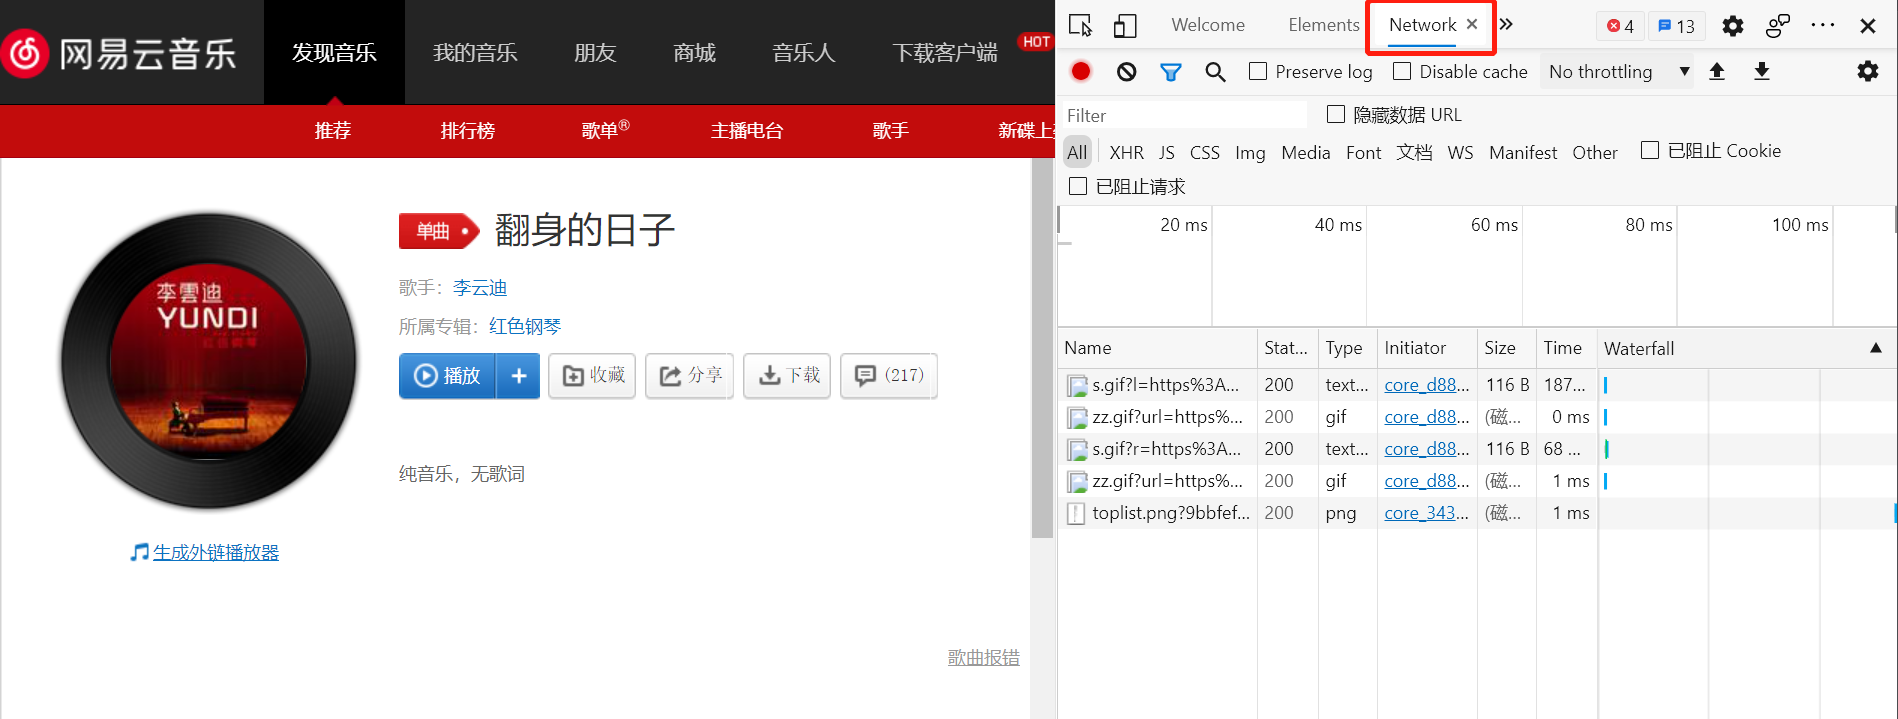 网易云音乐
发现音乐
我的音乐
朋友
商城
音乐人
下载客户端
HOT
推荐
排行榜
歌单®
主播电台
歌手
新碟上
李雲迪
YUNDI
红色鋼琴
生成外链播放器
单曲
翻身的日子
歌手：李云迪
所属专辑：红色钢琴
播放
+
收藏
分享
下载
(217)
纯音乐，无歌词
歌曲报错
Welcome
Elements
Network ×
»
4
13
Preserve log
Disable cache
No throttling
Filter
隐藏数据 URL
All XHR JS CSS Img Media Font 文档 WS Manifest Other 已阻止 Cookie
已阻止请求
20 ms 40 ms 60 ms 80 ms 100 ms
Name Stat... Type Initiator Size Time Waterfall
s.gif?l=https%3A... 200 text... core_d88... 116 B 187...
zz.gif?url=https%... 200 gif core_d88... (磁... 0 ms
s.gif?r=https%3A... 200 text... core_d88... 116 B 68 ...
zz.gif?url=https%... 200 gif core_d88... (磁... 1 ms
toplist.png?9bbfef... 200 png core_343... (磁... 1 ms